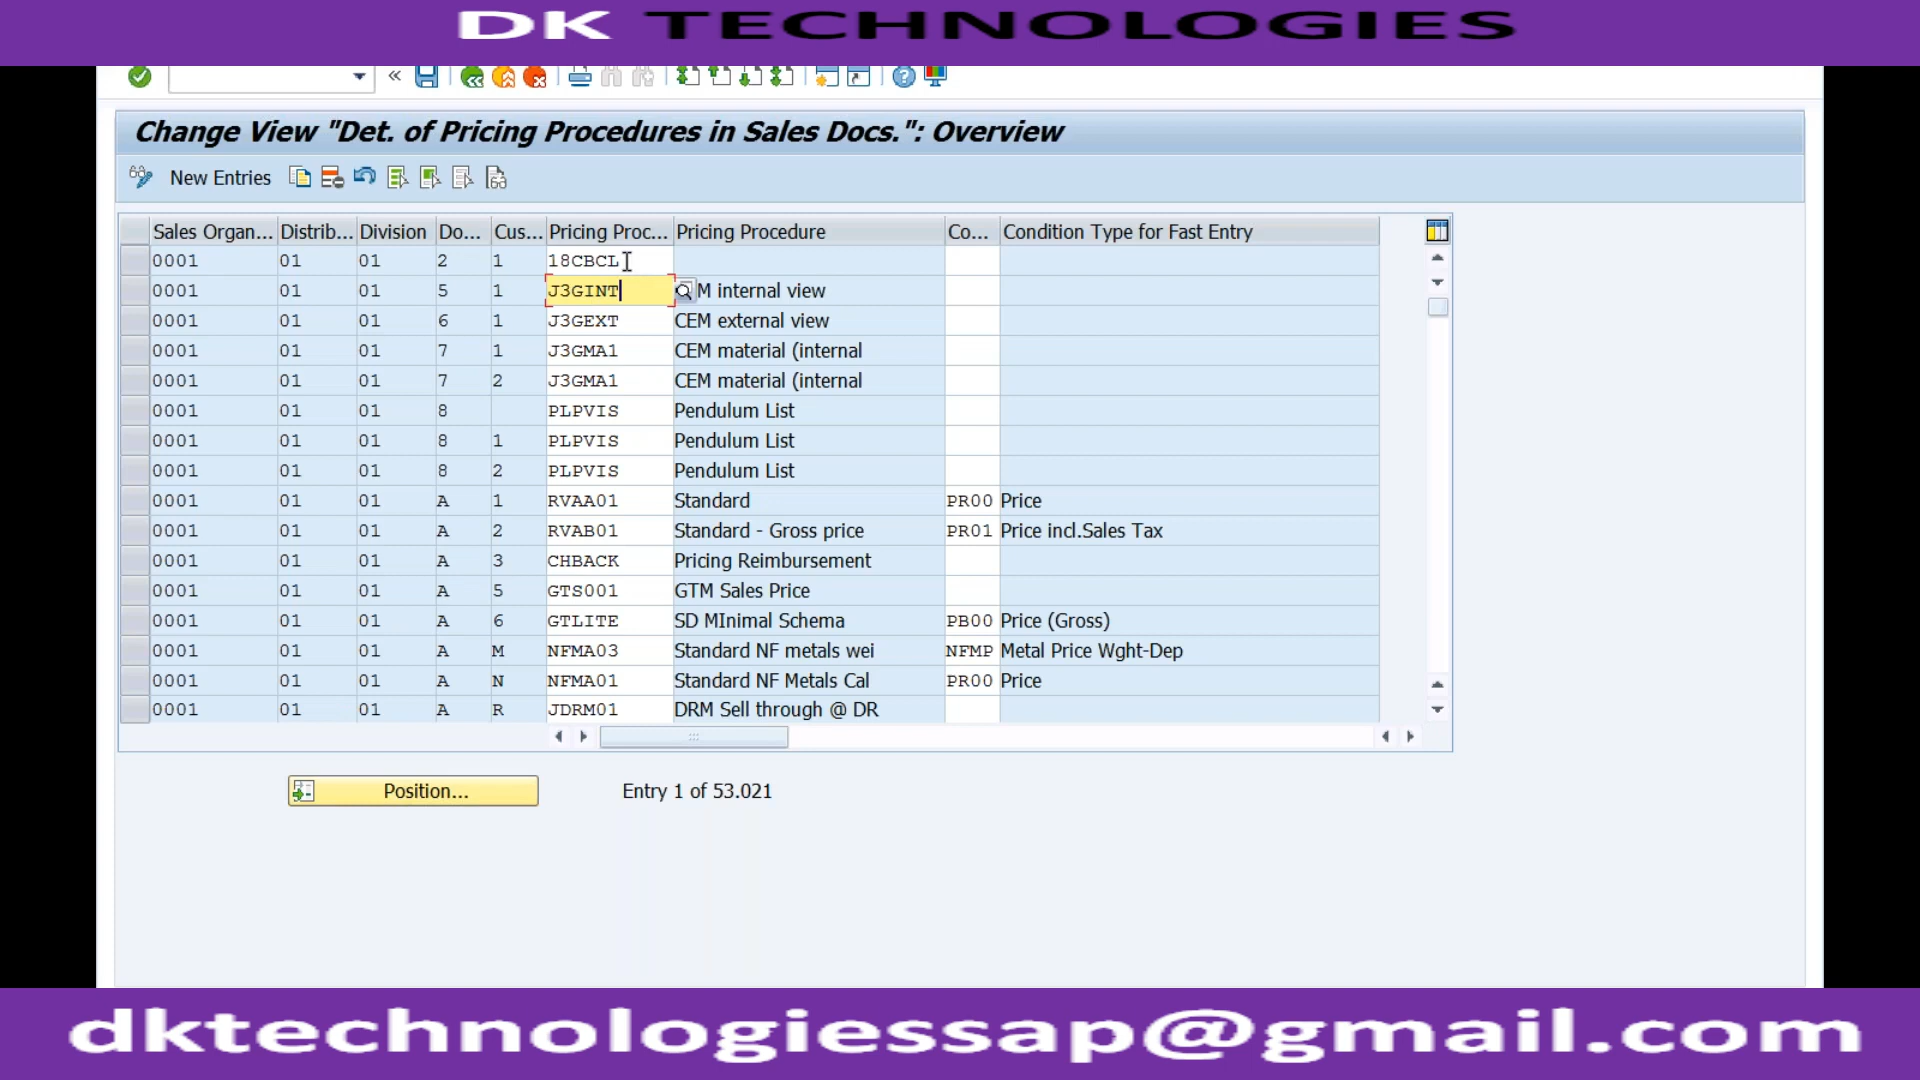 DK TECHNOLOGIES
Change View "Det. of Pricing Procedures in Sales Docs.": Overview
New Entries
Sales Organ... Distrib... Division Do... Cus... Pricing Proc... Pricing Procedure Co... Condition Type for Fast Entry
0001 01 01 2 1 18CBCL
0001 01 01 5 1 J3GINT M internal view
0001 01 01 6 1 J3GEXT CEM external view
0001 01 01 7 1 J3GMA1 CEM material (internal
0001 01 01 7 2 J3GMA1 CEM material (internal
0001 01 01 8 PLPVIS Pendulum List
0001 01 01 8 1 PLPVIS Pendulum List
0001 01 01 8 2 PLPVIS Pendulum List
0001 01 01 A 1 RVAA01 Standard PR00 Price
0001 01 01 A 2 RVAB01 Standard - Gross price PR01 Price incl.Sales Tax
0001 01 01 A 3 CHBACK Pricing Reimbursement
0001 01 01 A 5 GTS001 GTM Sales Price
0001 01 01 A 6 GTLITE SD MInimal Schema PB00 Price (Gross)
0001 01 01 A M NFMA03 Standard NF metals wei NFMP Metal Price Wght-Dep
0001 01 01 A N NFMA01 Standard NF Metals Cal PR00 Price
0001 01 01 A R JDRM01 DRM Sell through @ DR
Position... Entry 1 of 53.021
dktechnologiessap@gmail.com